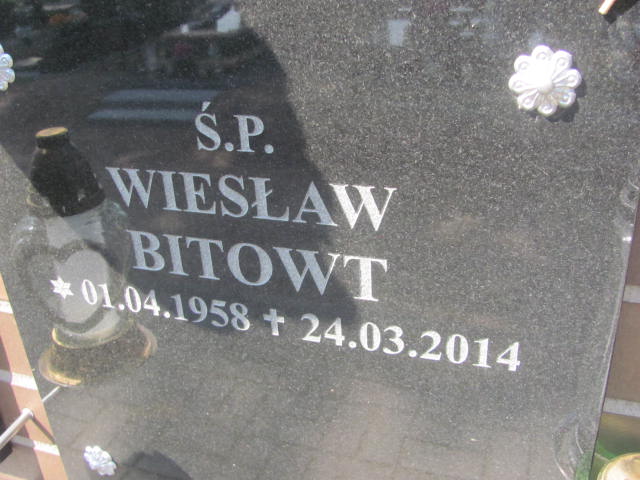 Ś.P.
WIESŁAW
BITOWT
* 01.04.1958 ✝ 24.03.2014